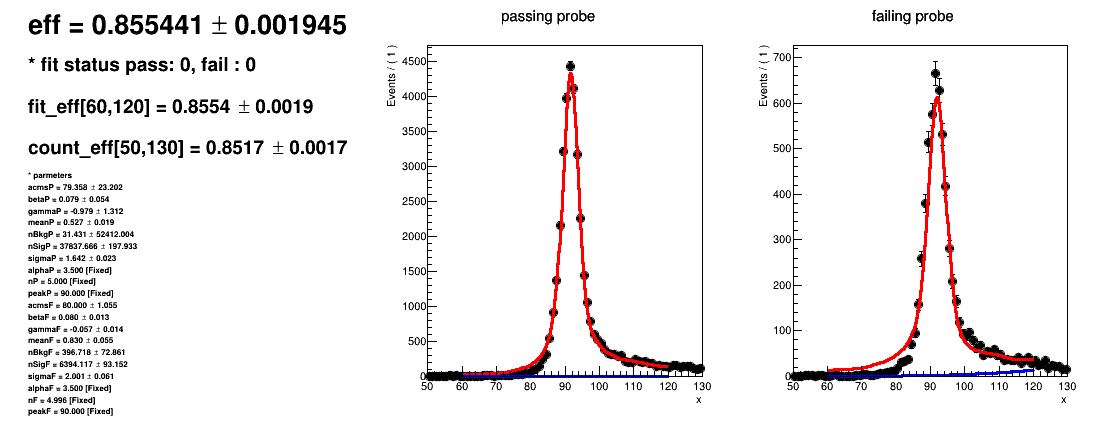 eff = 0.855441 ± 0.001945
* fit status pass: 0, fail : 0
fit_eff[60,120] = 0.8554 ± 0.0019
count_eff[50,130] = 0.8517 ± 0.0017
* parmeters
acmsP = 79.358 ± 23.202
betaP = 0.079 ± 0.054
gammaP = -0.979 ± 1.312
meanP = 0.527 ± 0.019
nBkgP = 31.431 ± 52412.004
nSigP = 37837.666 ± 197.933
sigmaP = 1.642 ± 0.023
alphaP = 3.500 [Fixed]
nP = 5.000 [Fixed]
peakP = 90.000 [Fixed]
acmsF = 80.000 ± 1.055
betaF = 0.080 ± 0.013
gammaF = -0.057 ± 0.014
meanF = 0.830 ± 0.055
nBkgF = 396.718 ± 72.861
nSigF = 6394.117 ± 93.152
sigmaF = 2.001 ± 0.061
alphaF = 3.500 [Fixed]
nF = 4.996 [Fixed]
peakF = 90.000 [Fixed]
passing probe
Events / ( 1 )
4500
4000
3500
3000
2500
2000
1500
1000
500
0
50 60 70 80 90 100 110 120 130
x
failing probe
Events / ( 1 )
700
600
500
400
300
200
100
0
50 60 70 80 90 100 110 120 130
x